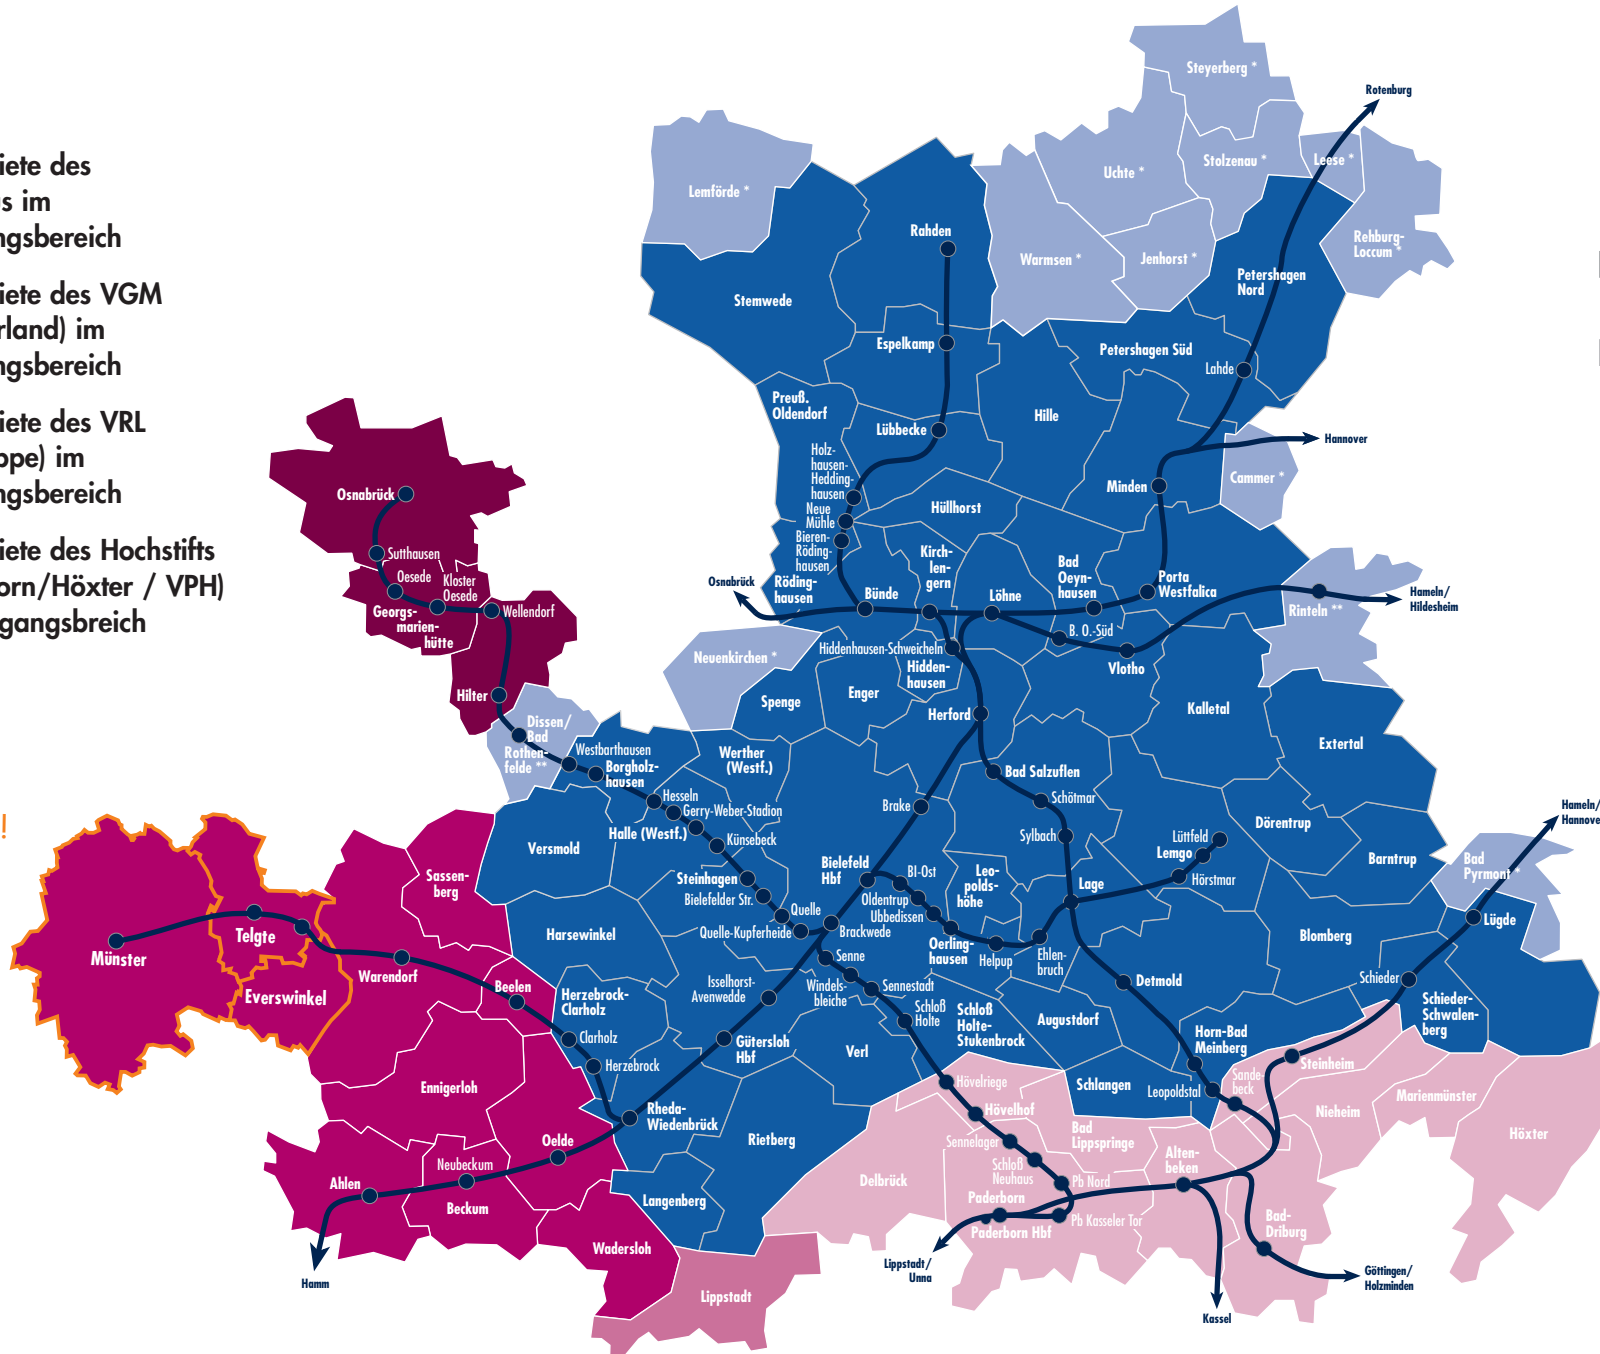 iete des
s im
ngsbereich
iete des VGM
rland) im
ngsbereich
iete des VRL
ppe) im
ngsbereich
iete des Hochstifts
orn/Höxter / VPH)
gangsbreich
!
Steyerberg *
Rotenburg
Lemförde *
Uchte *
Stolzenau *
Leese *
Rehburg-
Loccum *
Rahden
Warmsen *
Jenhorst *
Petershagen
Nord
Stemwede
Espelkamp
Petershagen Süd
Lahde
Preuß.
Oldendorf
Hille
Lübbecke
Hannover
Holz-
hausen-
Hedding-
hausen
Neue
Mühle
Bieren-
Röding-
hausen
Cammer *
Minden
Hüllhorst
Osnabrück
Sutthausen
Oesede
Kloster
Oesede
Georgs-
marien-
hütte
Wellendorf
Hilter
Osnabrück
Röding-
hausen
Bünde
Kirch-
len-
gern
Löhne
Bad
Oeyn-
hausen
Porta
Westfalica
Hameln/
Hildesheim
Rinteln **
B. O.-Süd
Vlotho
Neuenkirchen *
Hiddenhausen-Schweicheln
Hidden-
hausen
Spenge
Enger
Herford
Kalletal
Extertal
Dissen/
Bad
Rothen-
felde **
Westbarthausen
Borgholz-
hausen
Werther
(Westf.)
Bad Salzuflen
Schötmar
Hesseln
Gerry-Weber-Stadion
Halle (Westf.)
Künsebeck
Brake
Sylbach
Lüttfeld
Lemgo
Hörstmar
Dörentrup
Barntrup
Hameln/
Hannove
Bad
Pyrmont *
Lügde
Versmold
Steinhagen
Bielefelder Str.
Bielefeld
Hbf
BI-Ost
Oldentrup
Ubbedissen
Leo-
polds-
höhe
Lage
Sassen-
berg
Harsewinkel
Quelle
Quelle-Kupferheide
Brackwede
Oerling-
hausen
Helpup
Ehlen-
bruch
Blomberg
Münster
Telgte
Everswinkel
Warendorf
Beelen
Senne
Windels-
bleiche
Sennestadt
Isselhorst-
Avenwedde
Schloß
Holte
Schloß
Holte-
Stukenbrock
Detmold
Schieder
Schieder-
Schwalen-
berg
Herzebrock-
Clarholz
Clarholz
Herzebrock
Gütersloh
Hbf
Verl
Augustdorf
Horn-Bad
Meinberg
Schlangen
Leopoldstal
Sande-
beck
Steinheim
Nieheim
Marienmünster
Höxter
Ennigerloh
Rheda-
Wiedenbrück
Rietberg
Hövelriege
Hövelhof
Sennelager
Schloß
Neuhaus
Bad
Lippspringe
Alten-
beken
Pb Nord
Pb Kasseler Tor
Paderborn
Paderborn Hbf
Delbrück
Bad-
Driburg
Oelde
Neubeckum
Ahlen
Beckum
Langenberg
Wadersloh
Lippstadt
Hamm
Lippstadt/
Unna
Kassel
Göttingen/
Holzminden